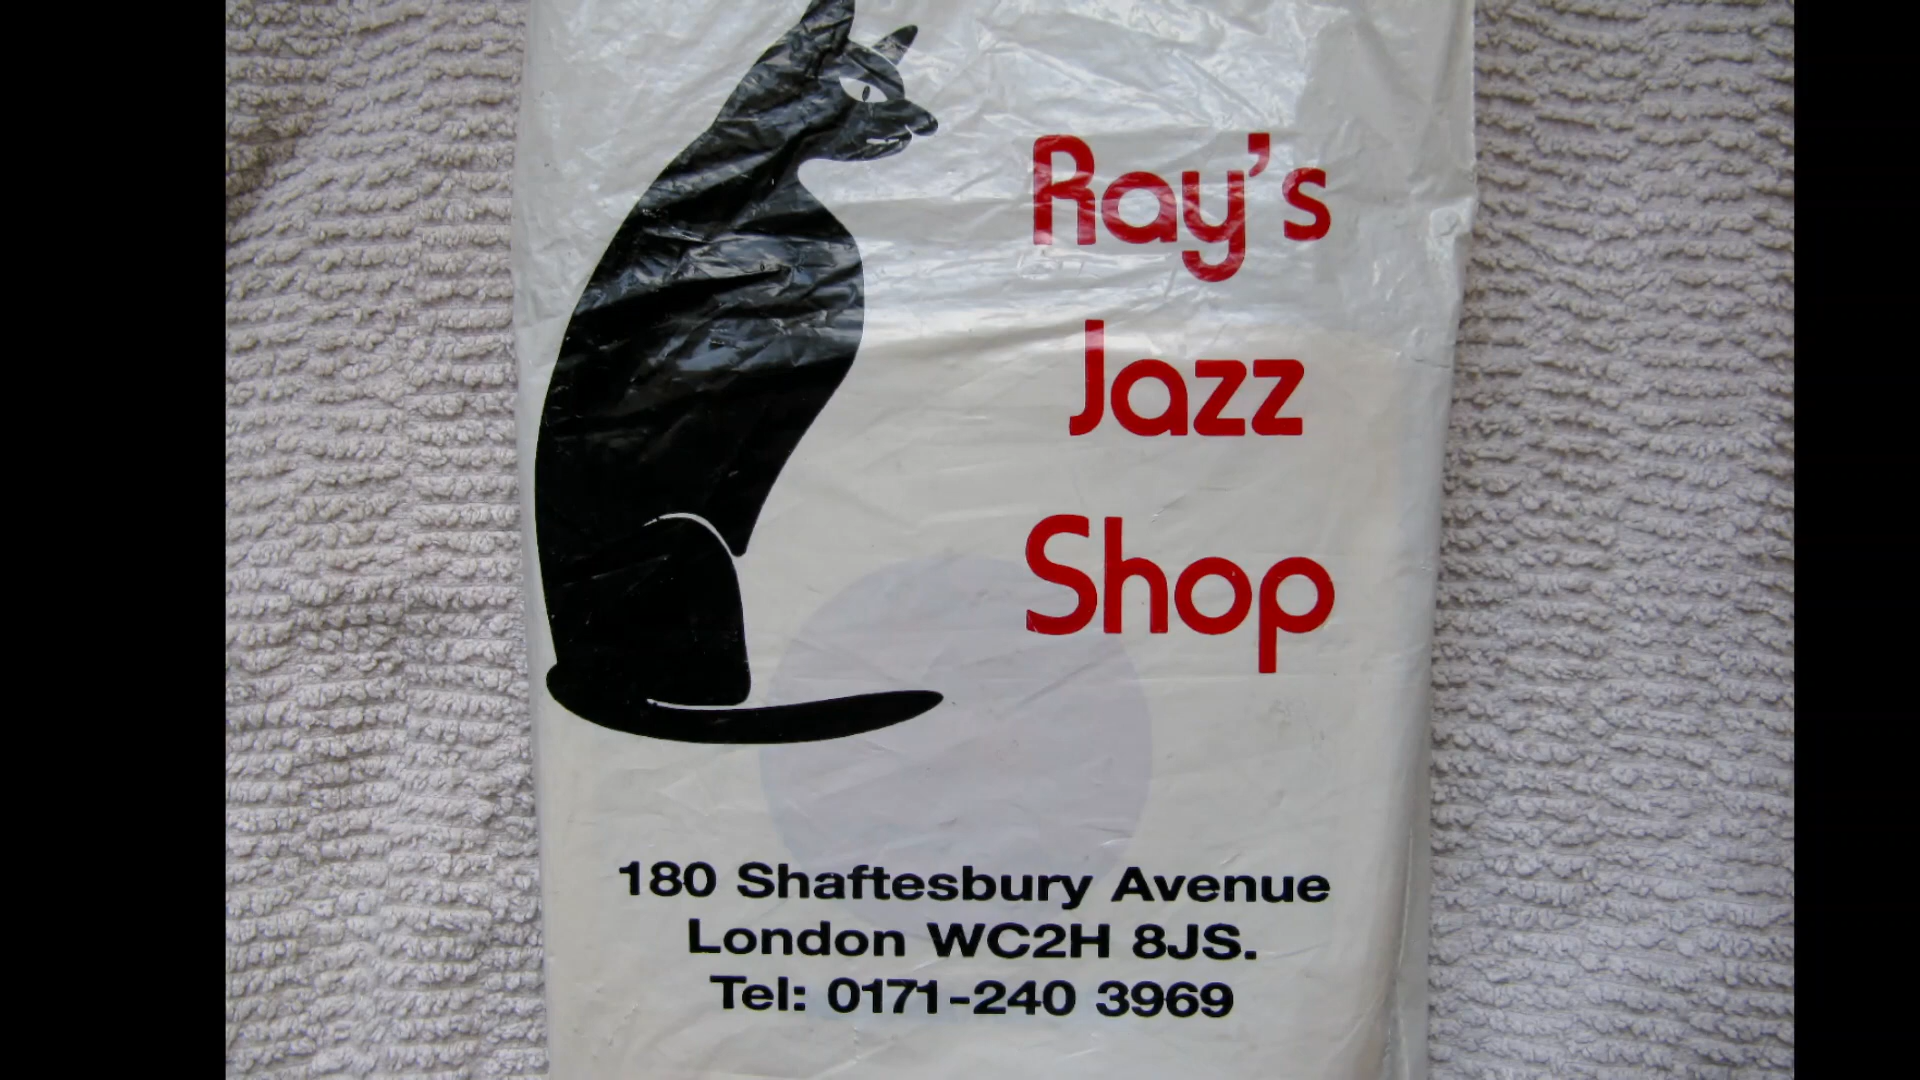 Ray's
Jazz
Shop
180 Shaftesbury Avenue
London WC2H 8JS.
Tel: 0171-240 3969